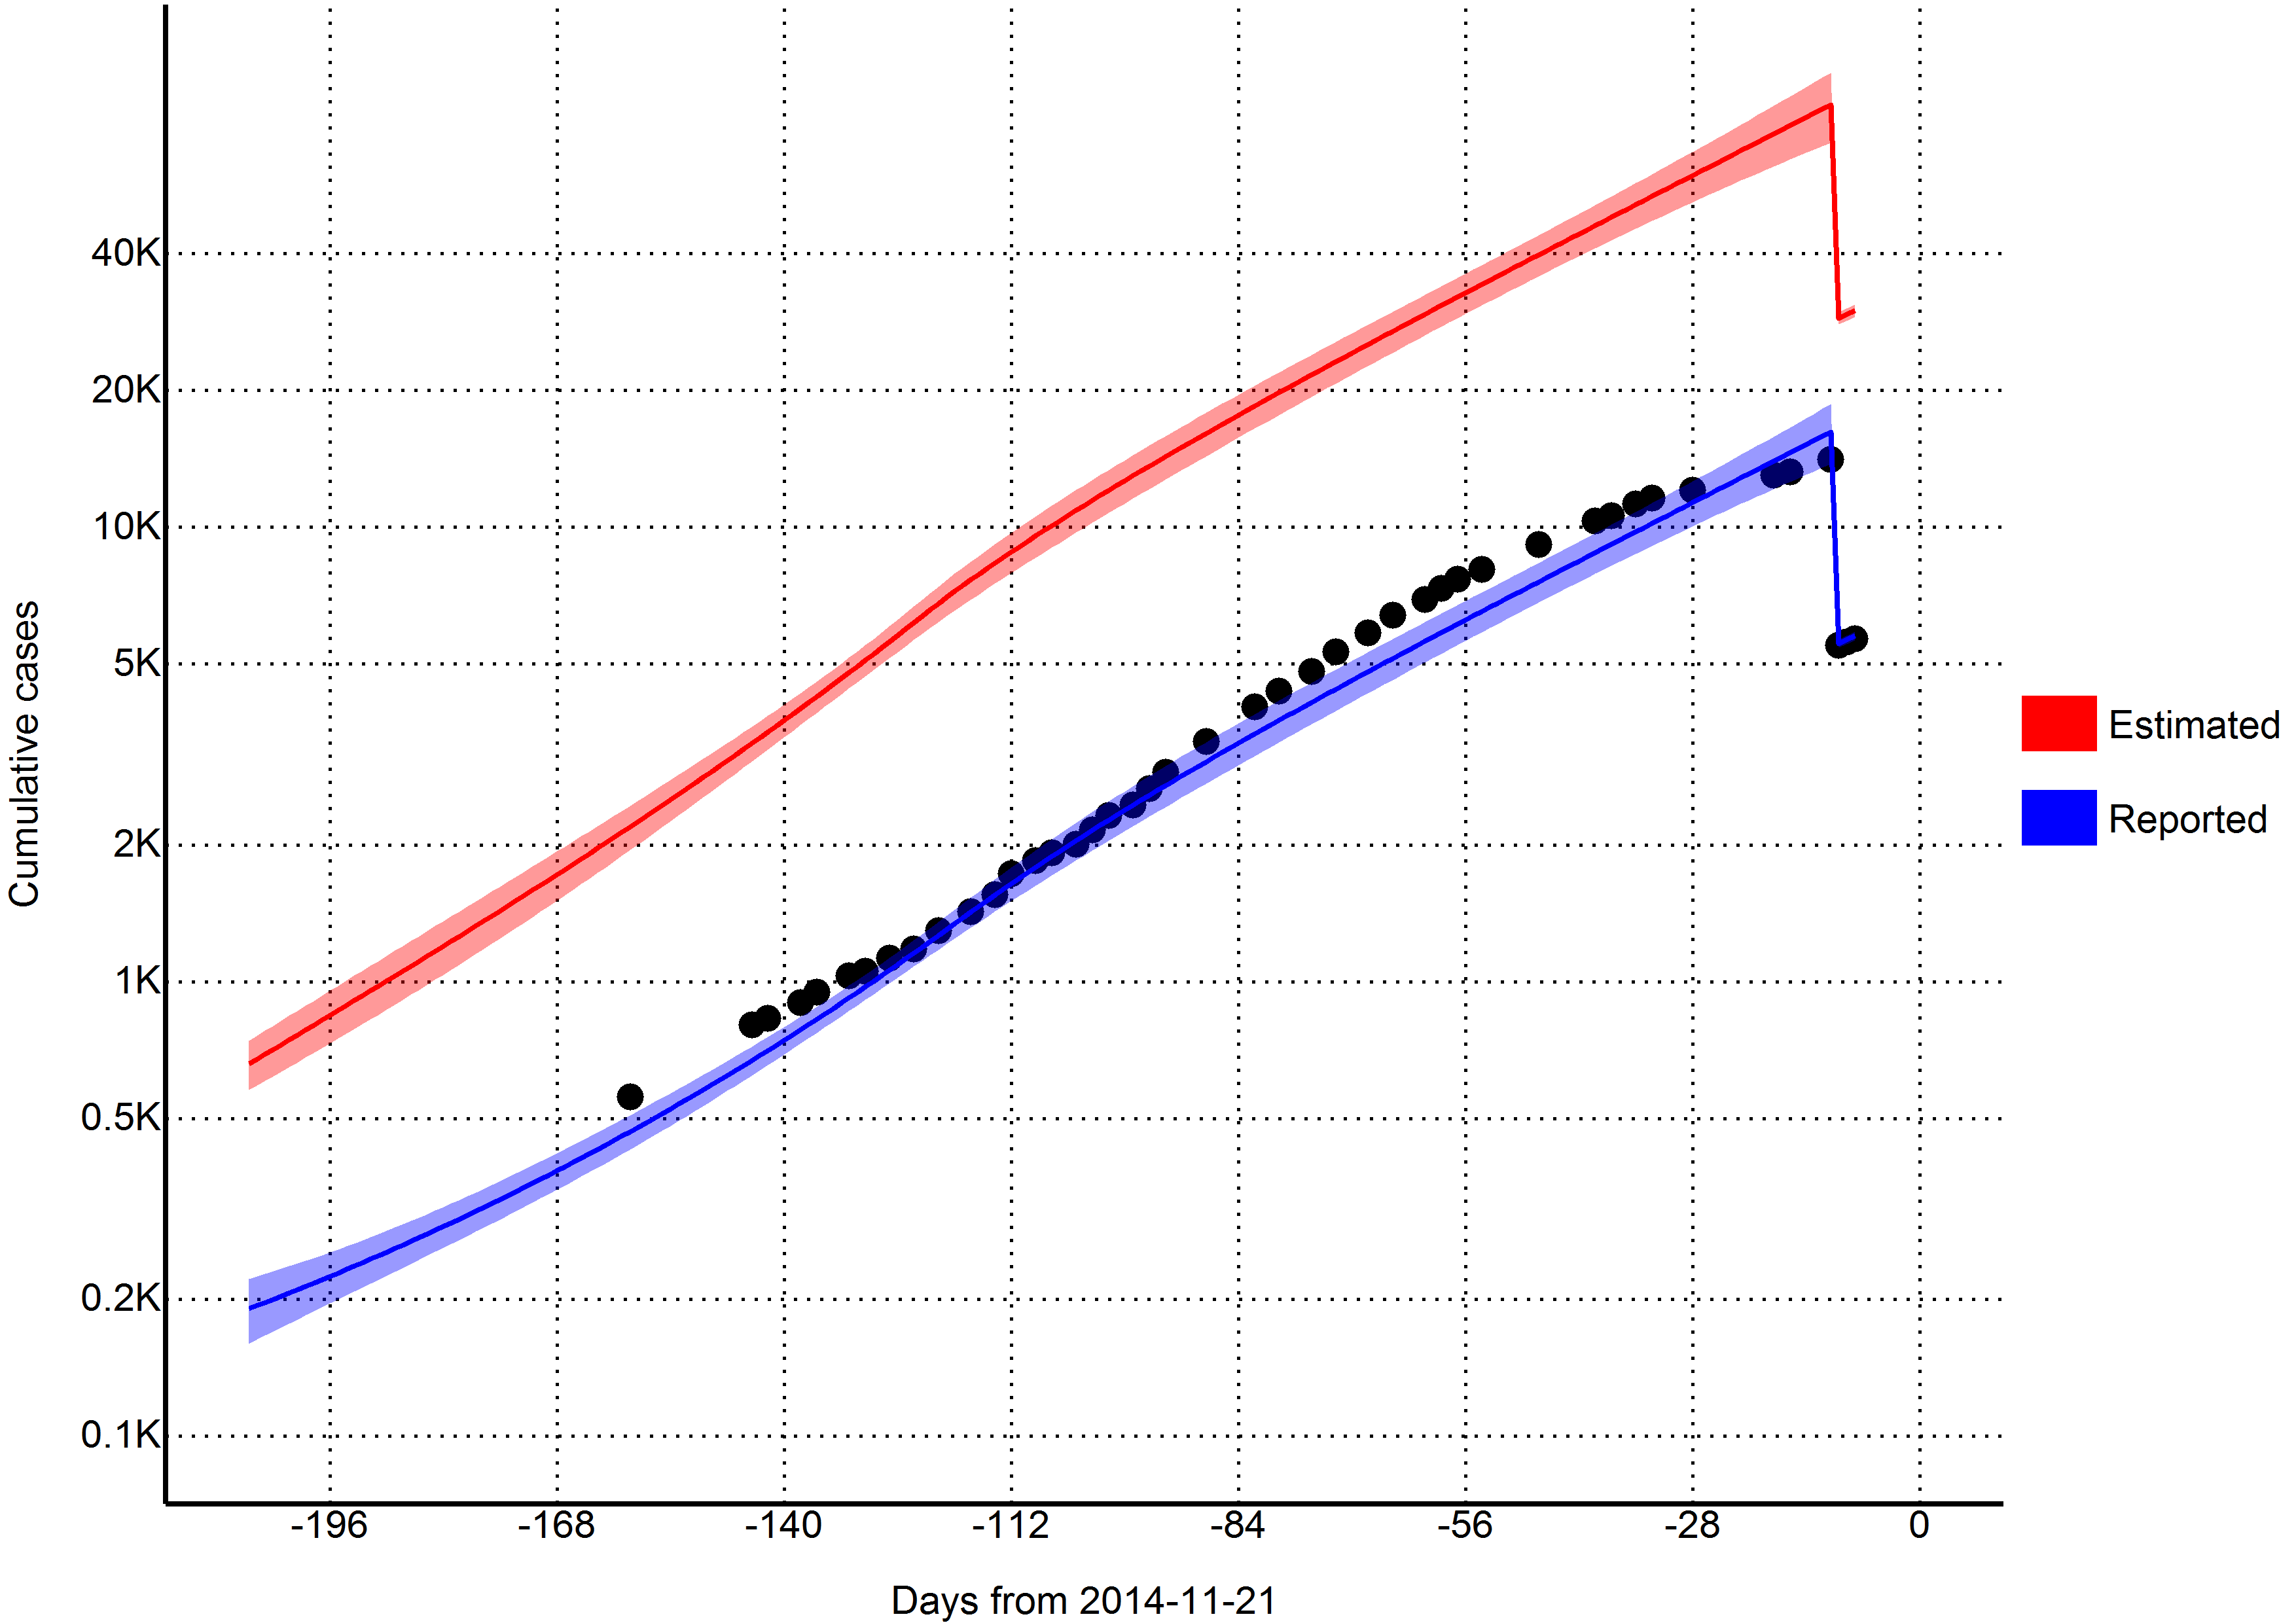 Cumulative cases
40K
20K
10K
5K
2K
1K
0.5K
0.2K
0.1K
-196 -168 -140 -112 -84 -56 -28 0
Days from 2014-11-21
Estimated
Reported